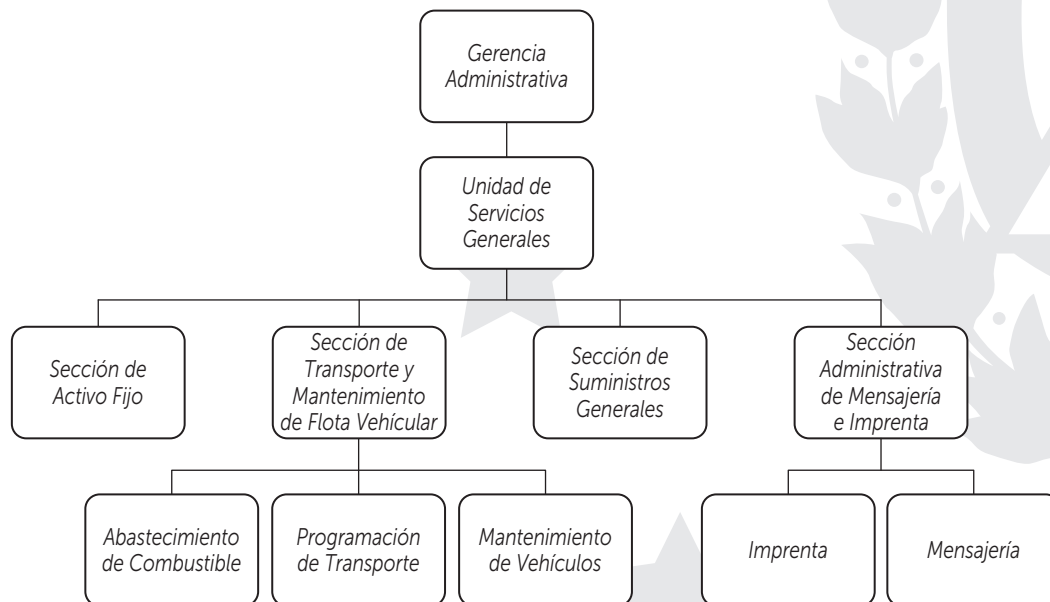 Gerencia
Administrativa
Unidad de
Servicios
Generales
Sección de
Activo Fijo
Sección de
Transporte y
Mantenimiento
de Flota Vehícular
Sección de
Suministros
Generales
Sección
Administrativa
de Mensajería
e Imprenta
Abastecimiento
de Combustible
Programación
de Transporte
Mantenimiento
de Vehículos
Imprenta
Mensajería